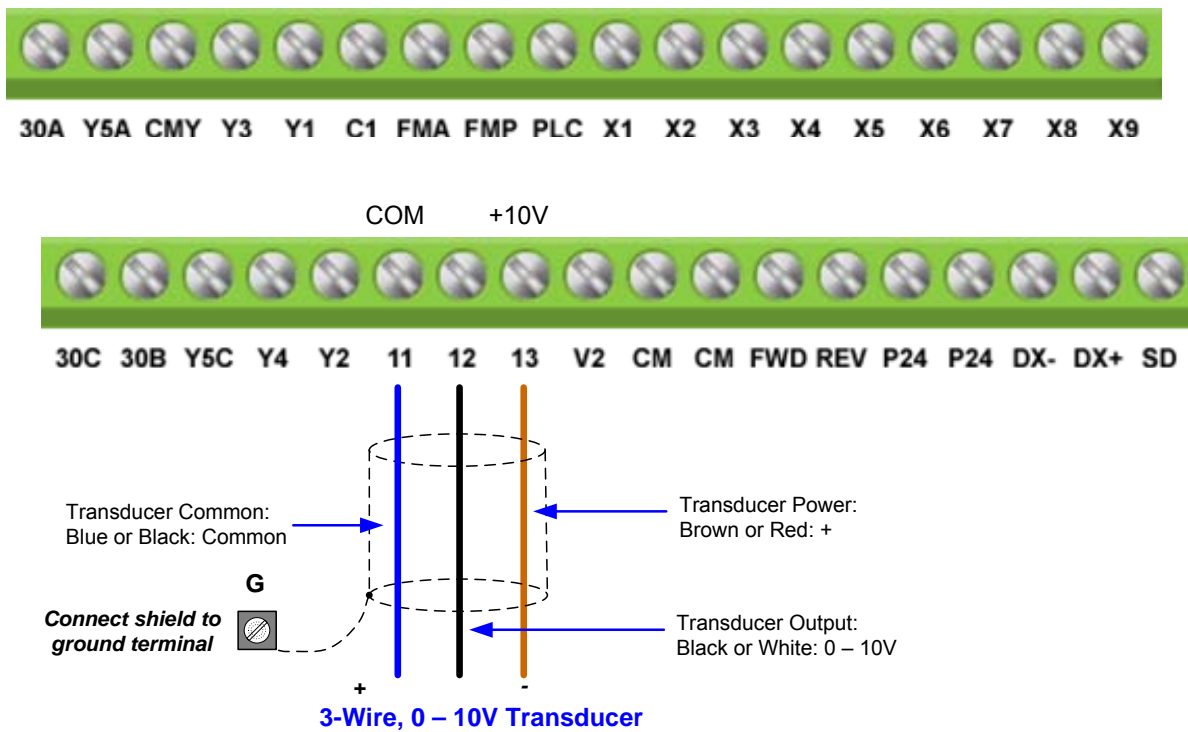 30A Y5A CMY Y3 Y1 C1 FMA FMP PLC X1 X2 X3 X4 X5 X6 X7 X8 X9
COM +10V
30C 30B Y5C Y4 Y2 11 12 13 V2 CM CM FWD REV P24 P24 DX- DX+ SD
Transducer Common:
Blue or Black: Common
Transducer Power:
Brown or Red: +
G
Connect shield to
ground terminal
Transducer Output:
Black or White: 0 – 10V
+ -
3-Wire, 0 – 10V Transducer